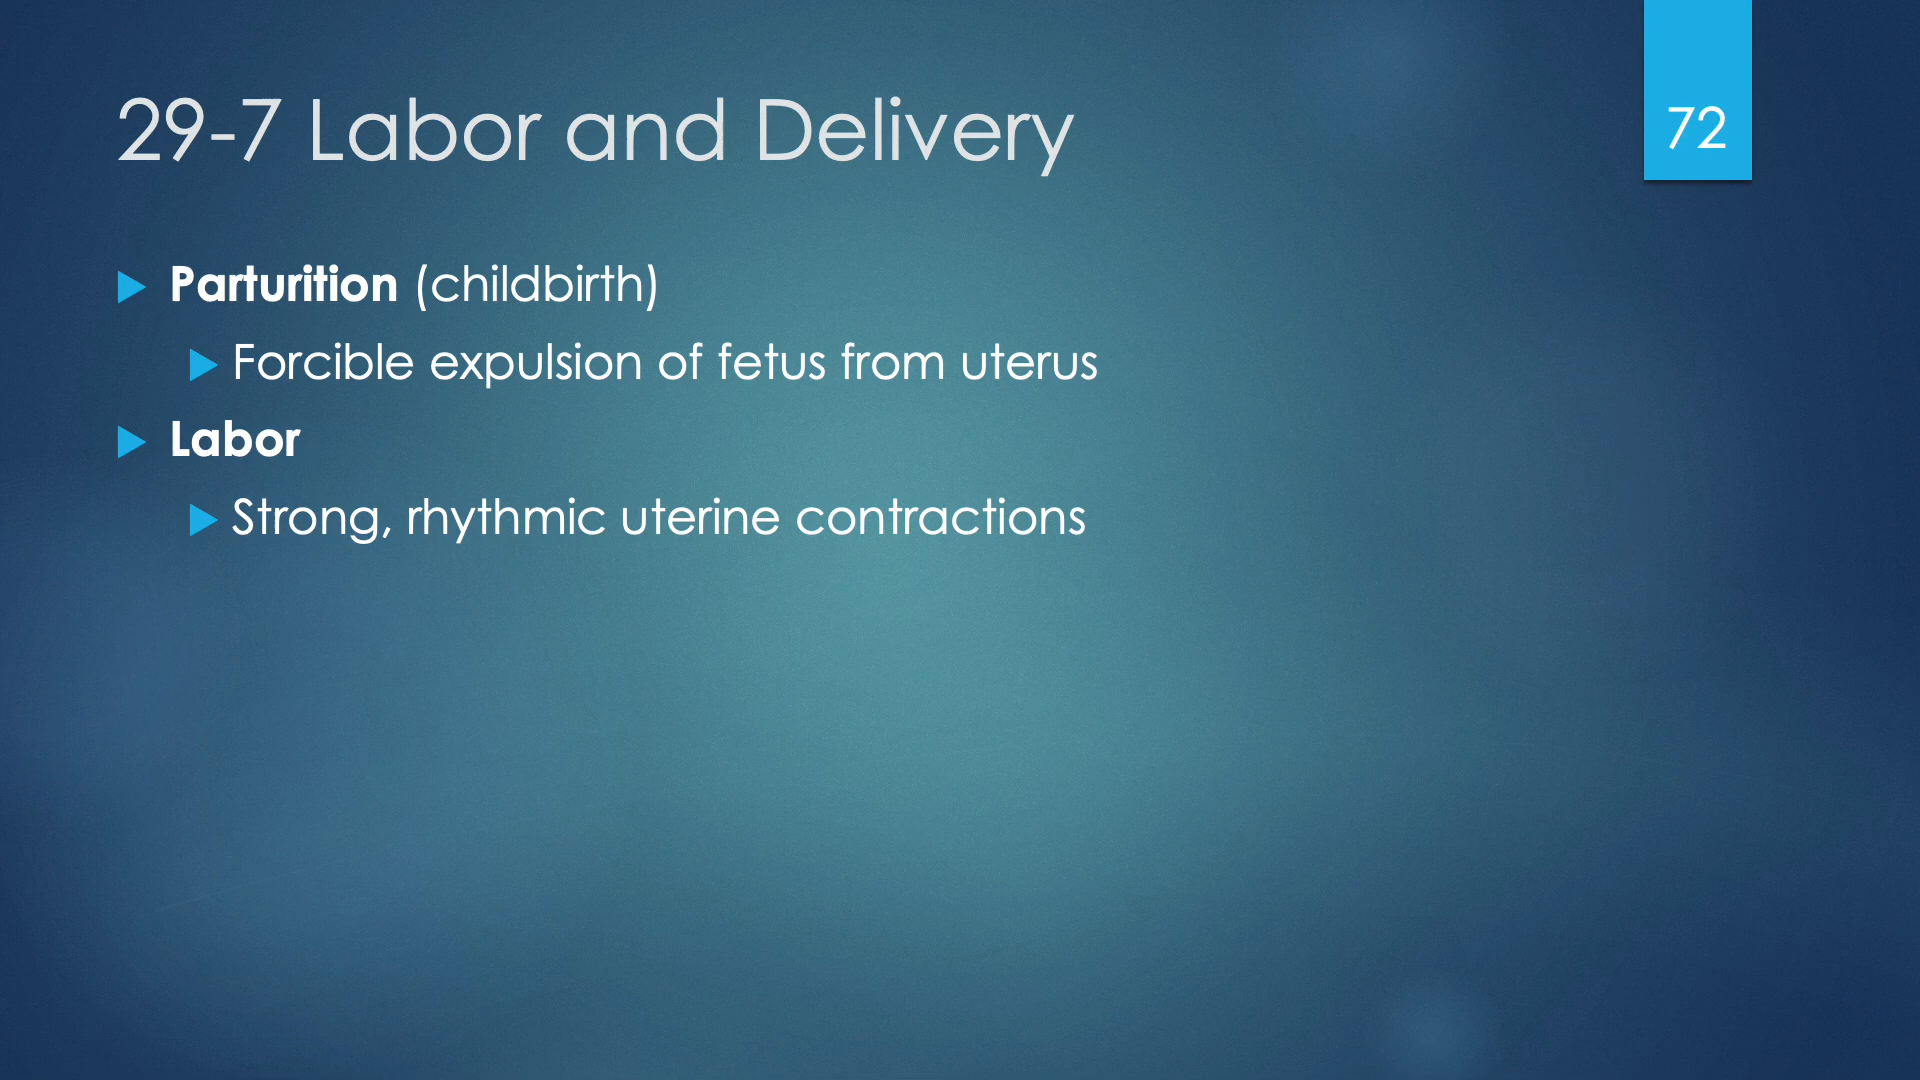 29-7 Labor and Delivery
72
Parturition (childbirth)
Forcible expulsion of fetus from uterus
Labor
Strong, rhythmic uterine contractions